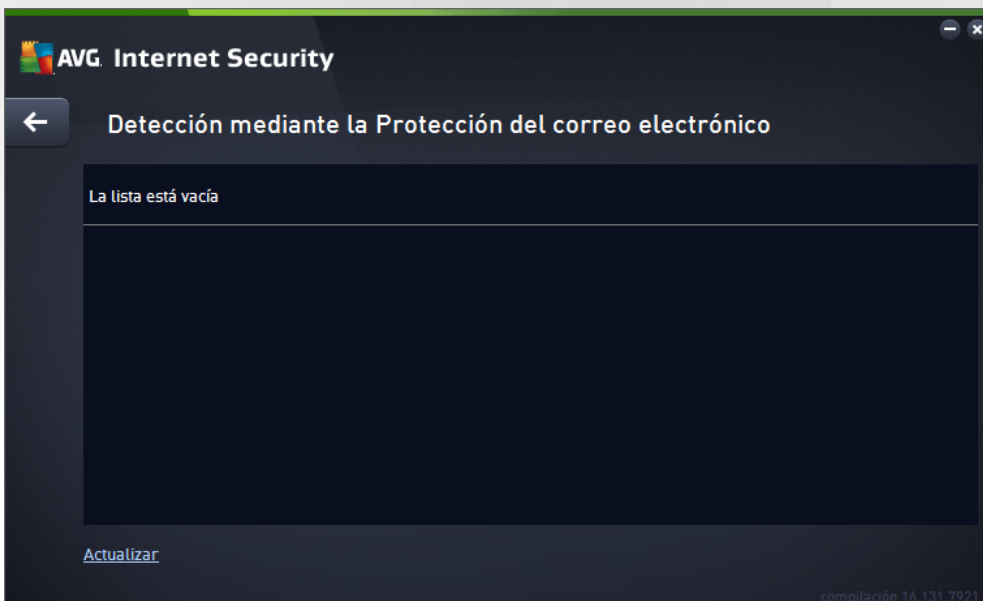 AVG. Internet Security
Detección mediante la Protección del correo electrónico
La lista está vacía
Actualizar
compilación 16.131.7921